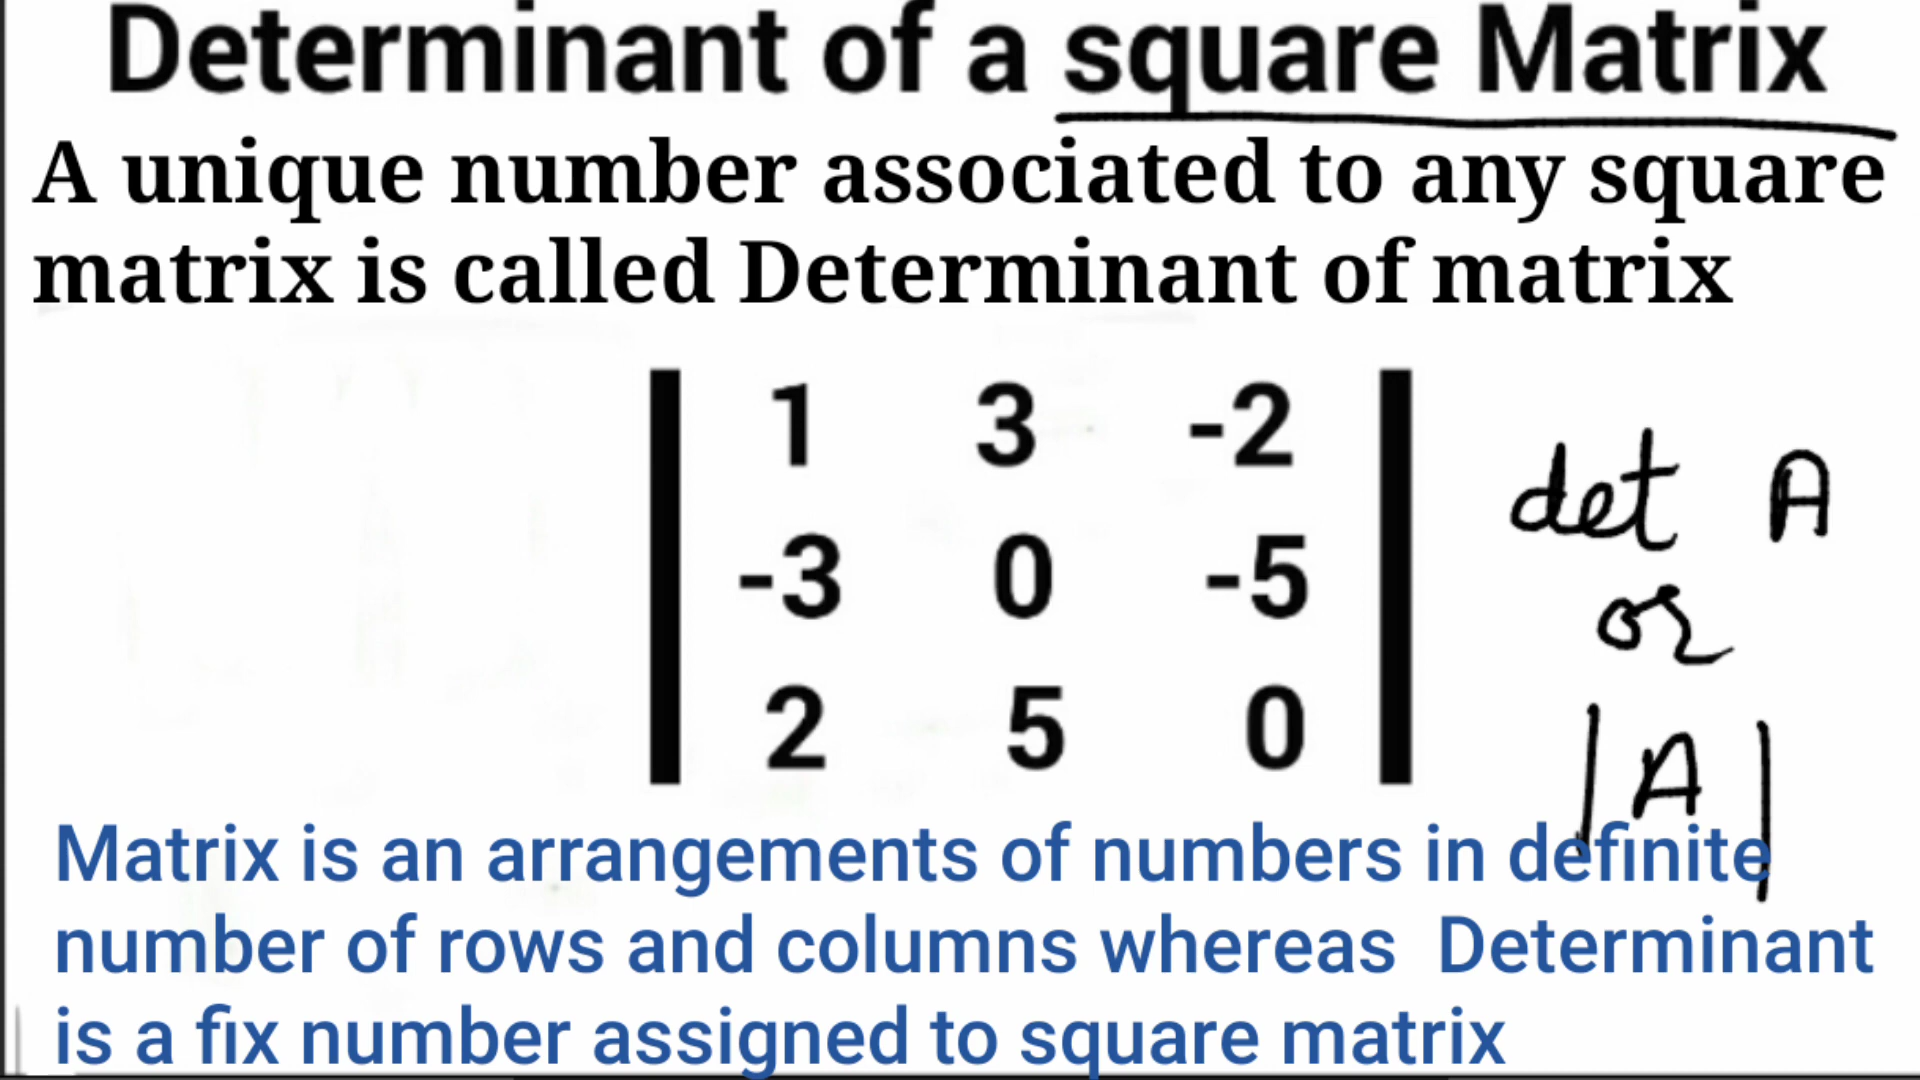 Determinant of a square Matrix
A unique number associated to any square
matrix is called Determinant of matrix
1 3 -2
-3 0 -5
2 5 0
det A
or
|A|
Matrix is an arrangements of numbers in definite
number of rows and columns whereas Determinant
is a fix number assigned to square matrix